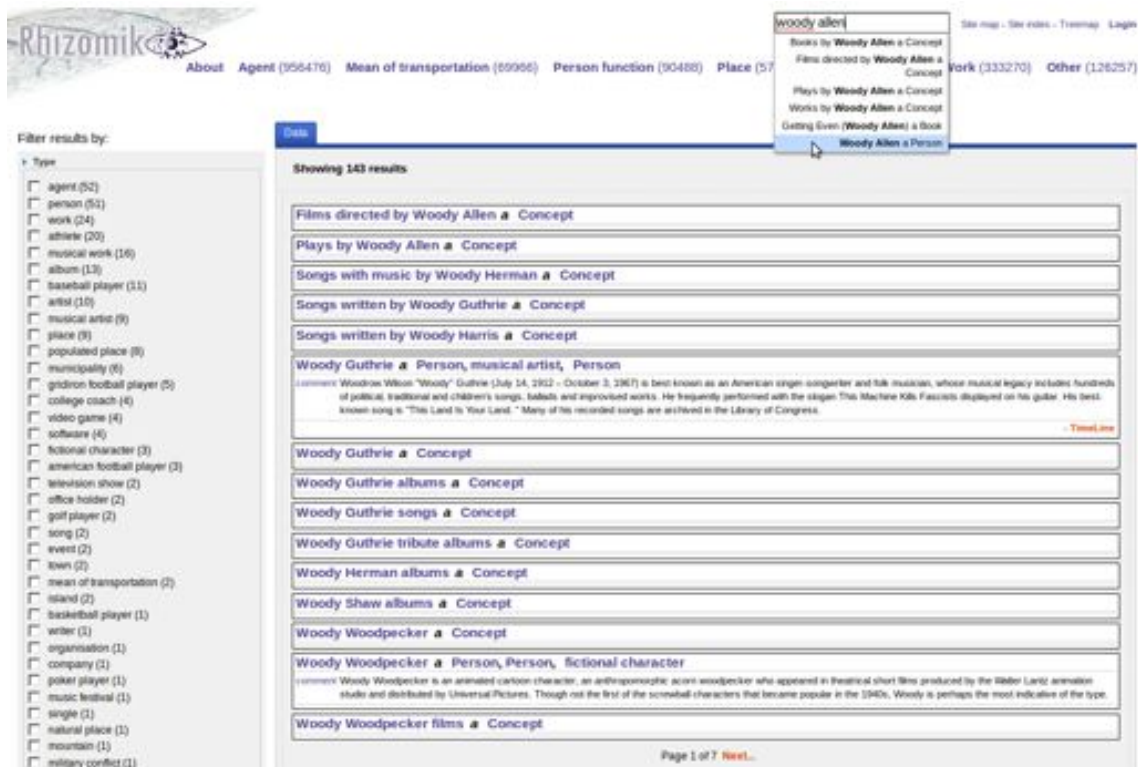 Rhizomik
woody allen
Site map - Site index - Treemap Login
Books by Woody Allen a Concept
Films directed by Woody Allen a
Concept
Plays by Woody Allen a Concept
Works by Woody Allen a Concept
Getting Even (Woody Allen) a Book
Woody Allen a Person
About Agent (956476) Mean of transportation (69966) Person function (90488) Place (57 Work (333270) Other (126257)
Filter results by:
Type
agent (52)
person (51)
work (24)
athlete (20)
musical work (16)
album (13)
baseball player (11)
artist (10)
musical artist (9)
place (9)
populated place (8)
municipality (6)
gridiron football player (5)
college coach (4)
video game (4)
software (4)
fictional character (3)
american football player (3)
television show (2)
office holder (2)
golf player (2)
song (2)
event (2)
town (2)
mean of transportation (2)
island (2)
basketball player (1)
writer (1)
organisation (1)
company (1)
poker player (1)
music festival (1)
single (1)
natural place (1)
mountain (1)
military conflict (1)
Data
Showing 143 results
Films directed by Woody Allen a Concept
Plays by Woody Allen a Concept
Songs with music by Woody Herman a Concept
Songs written by Woody Guthrie a Concept
Songs written by Woody Harris a Concept
Woody Guthrie a Person, musical artist, Person
comment Woodrow Wilson "Woody" Guthrie (July 14, 1912 – October 3, 1967) is best known as an American singer-songwriter and folk musician, whose musical legacy includes hundreds
of political, traditional and children's songs, ballads and improvised works. He frequently performed with the slogan This Machine Kills Fascists displayed on his guitar. His best-
known song is "This Land Is Your Land. " Many of his recorded songs are archived in the Library of Congress.
- TimeLine
Woody Guthrie a Concept
Woody Guthrie albums a Concept
Woody Guthrie songs a Concept
Woody Guthrie tribute albums a Concept
Woody Herman albums a Concept
Woody Shaw albums a Concept
Woody Woodpecker a Concept
Woody Woodpecker a Person, Person, fictional character
comment Woody Woodpecker is an animated cartoon character, an anthropomorphic acorn woodpecker who appeared in theatrical short films produced by the Walter Lantz animation
studio and distributed by Universal Pictures. Though not the first of the screwball characters that became popular in the 1940s, Woody is perhaps the most indicative of the type.
Woody Woodpecker films a Concept
Page 1 of 7 Next...